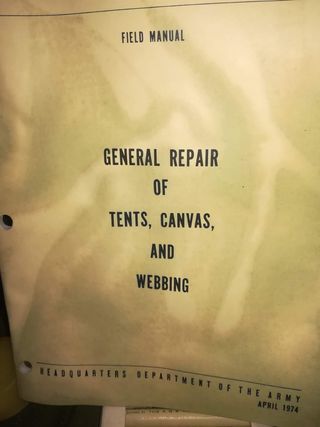 FIELD MANUAL
GENERAL REPAIR
OF
TENTS, CANVAS,
AND
WEBBING
HEADQUARTERS DEPARTMENT OF THE ARMY
APRIL 1974